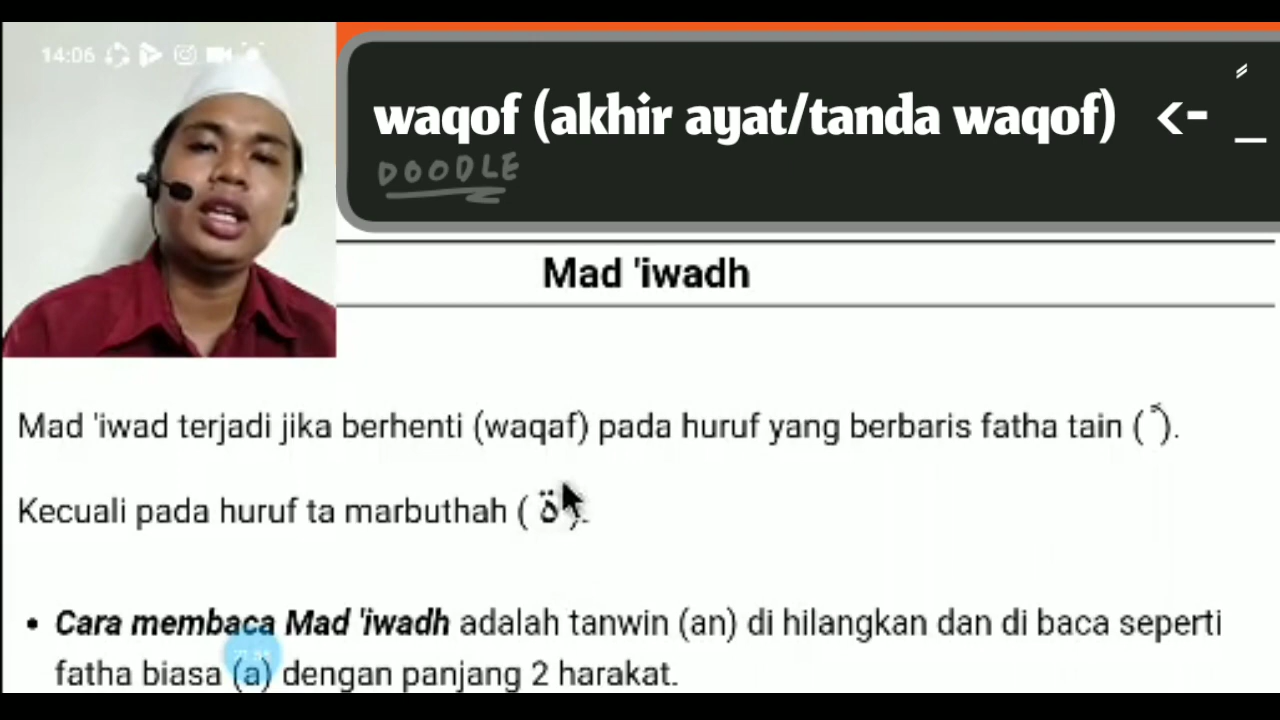 14:06
waqof (akhir ayat/tanda waqof) <- ـً
DOODLE
Mad 'iwadh
Mad 'iwad terjadi jika berhenti (waqaf) pada huruf yang berbaris fatha tain ( ً ).
Kecuali pada huruf ta marbuthah ( ة ).
• Cara membaca Mad 'iwadh adalah tanwin (an) di hilangkan dan di baca seperti
fatha biasa (a) dengan panjang 2 harakat.